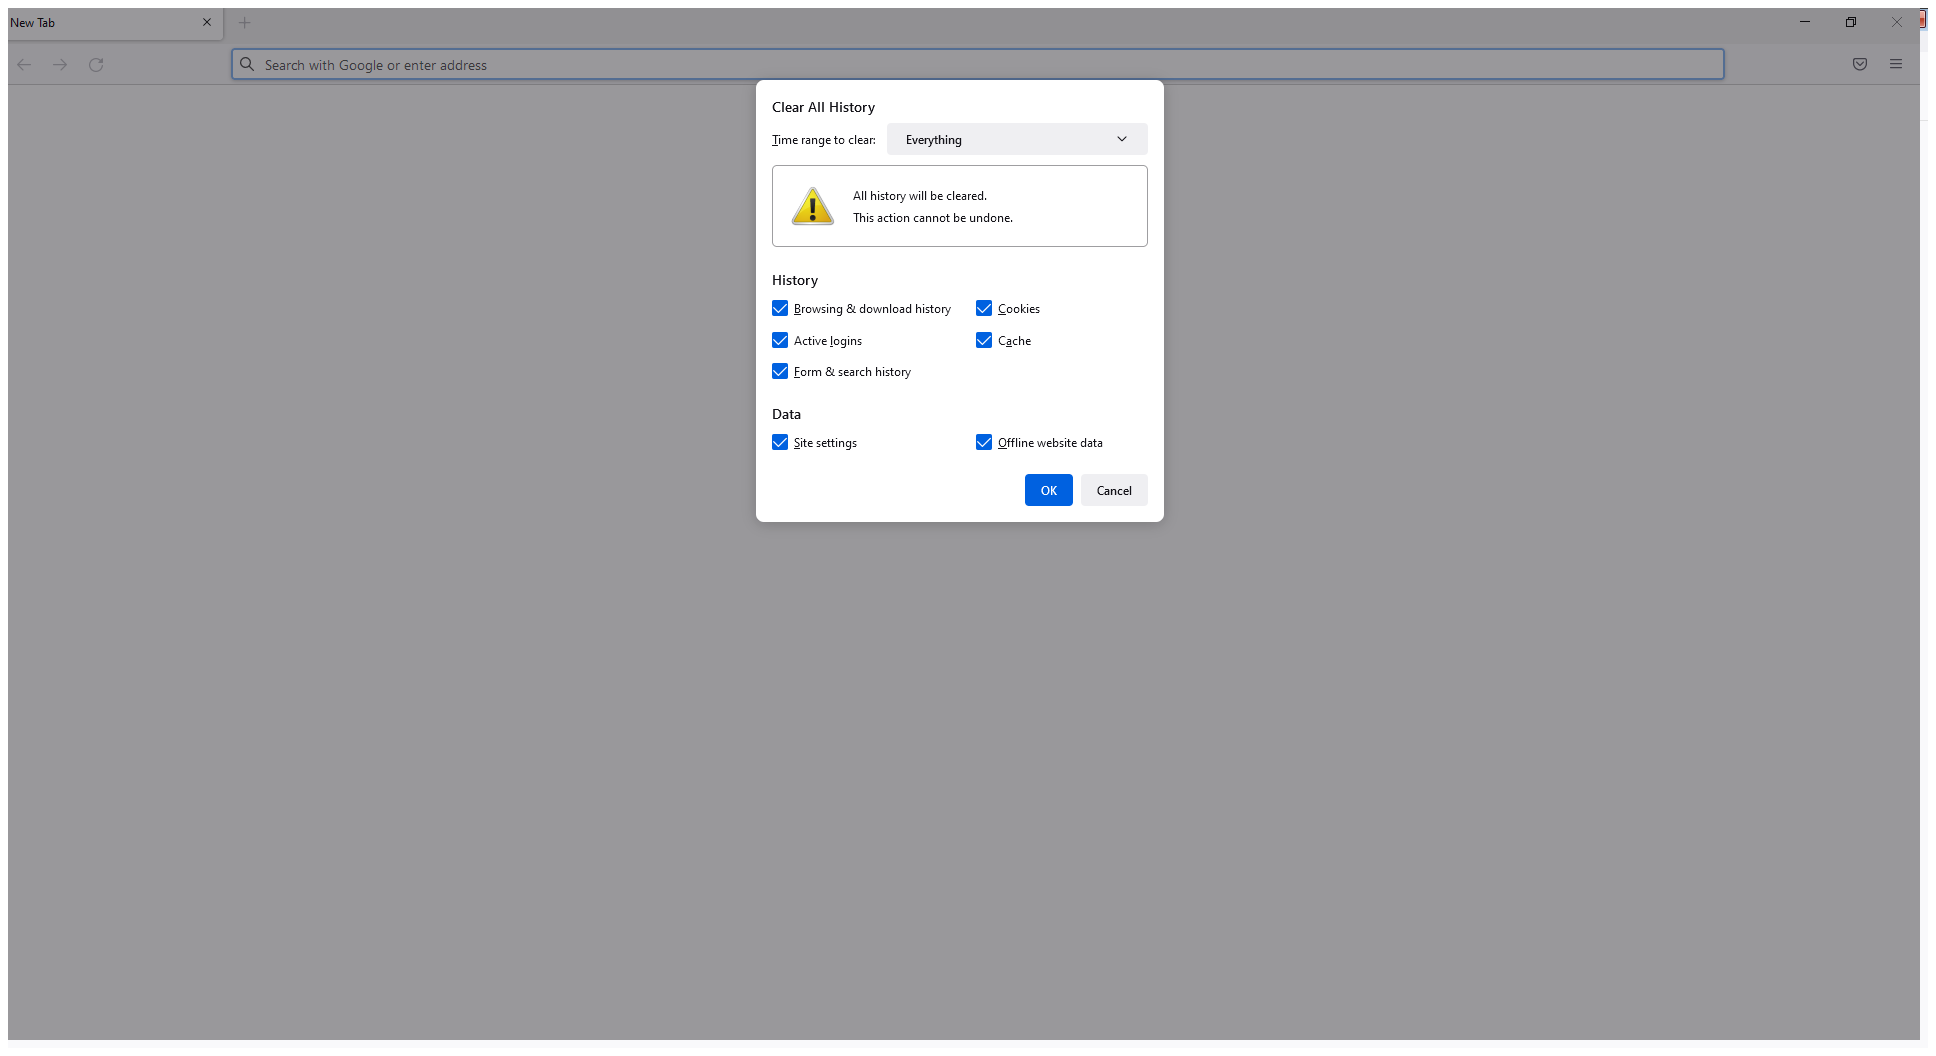 New Tab
Search with Google or enter address
Clear All History
Time range to clear: Everything
All history will be cleared.
This action cannot be undone.
History
Browsing & download history Cookies
Active logins Cache
Form & search history
Data
Site settings Offline website data
OK Cancel